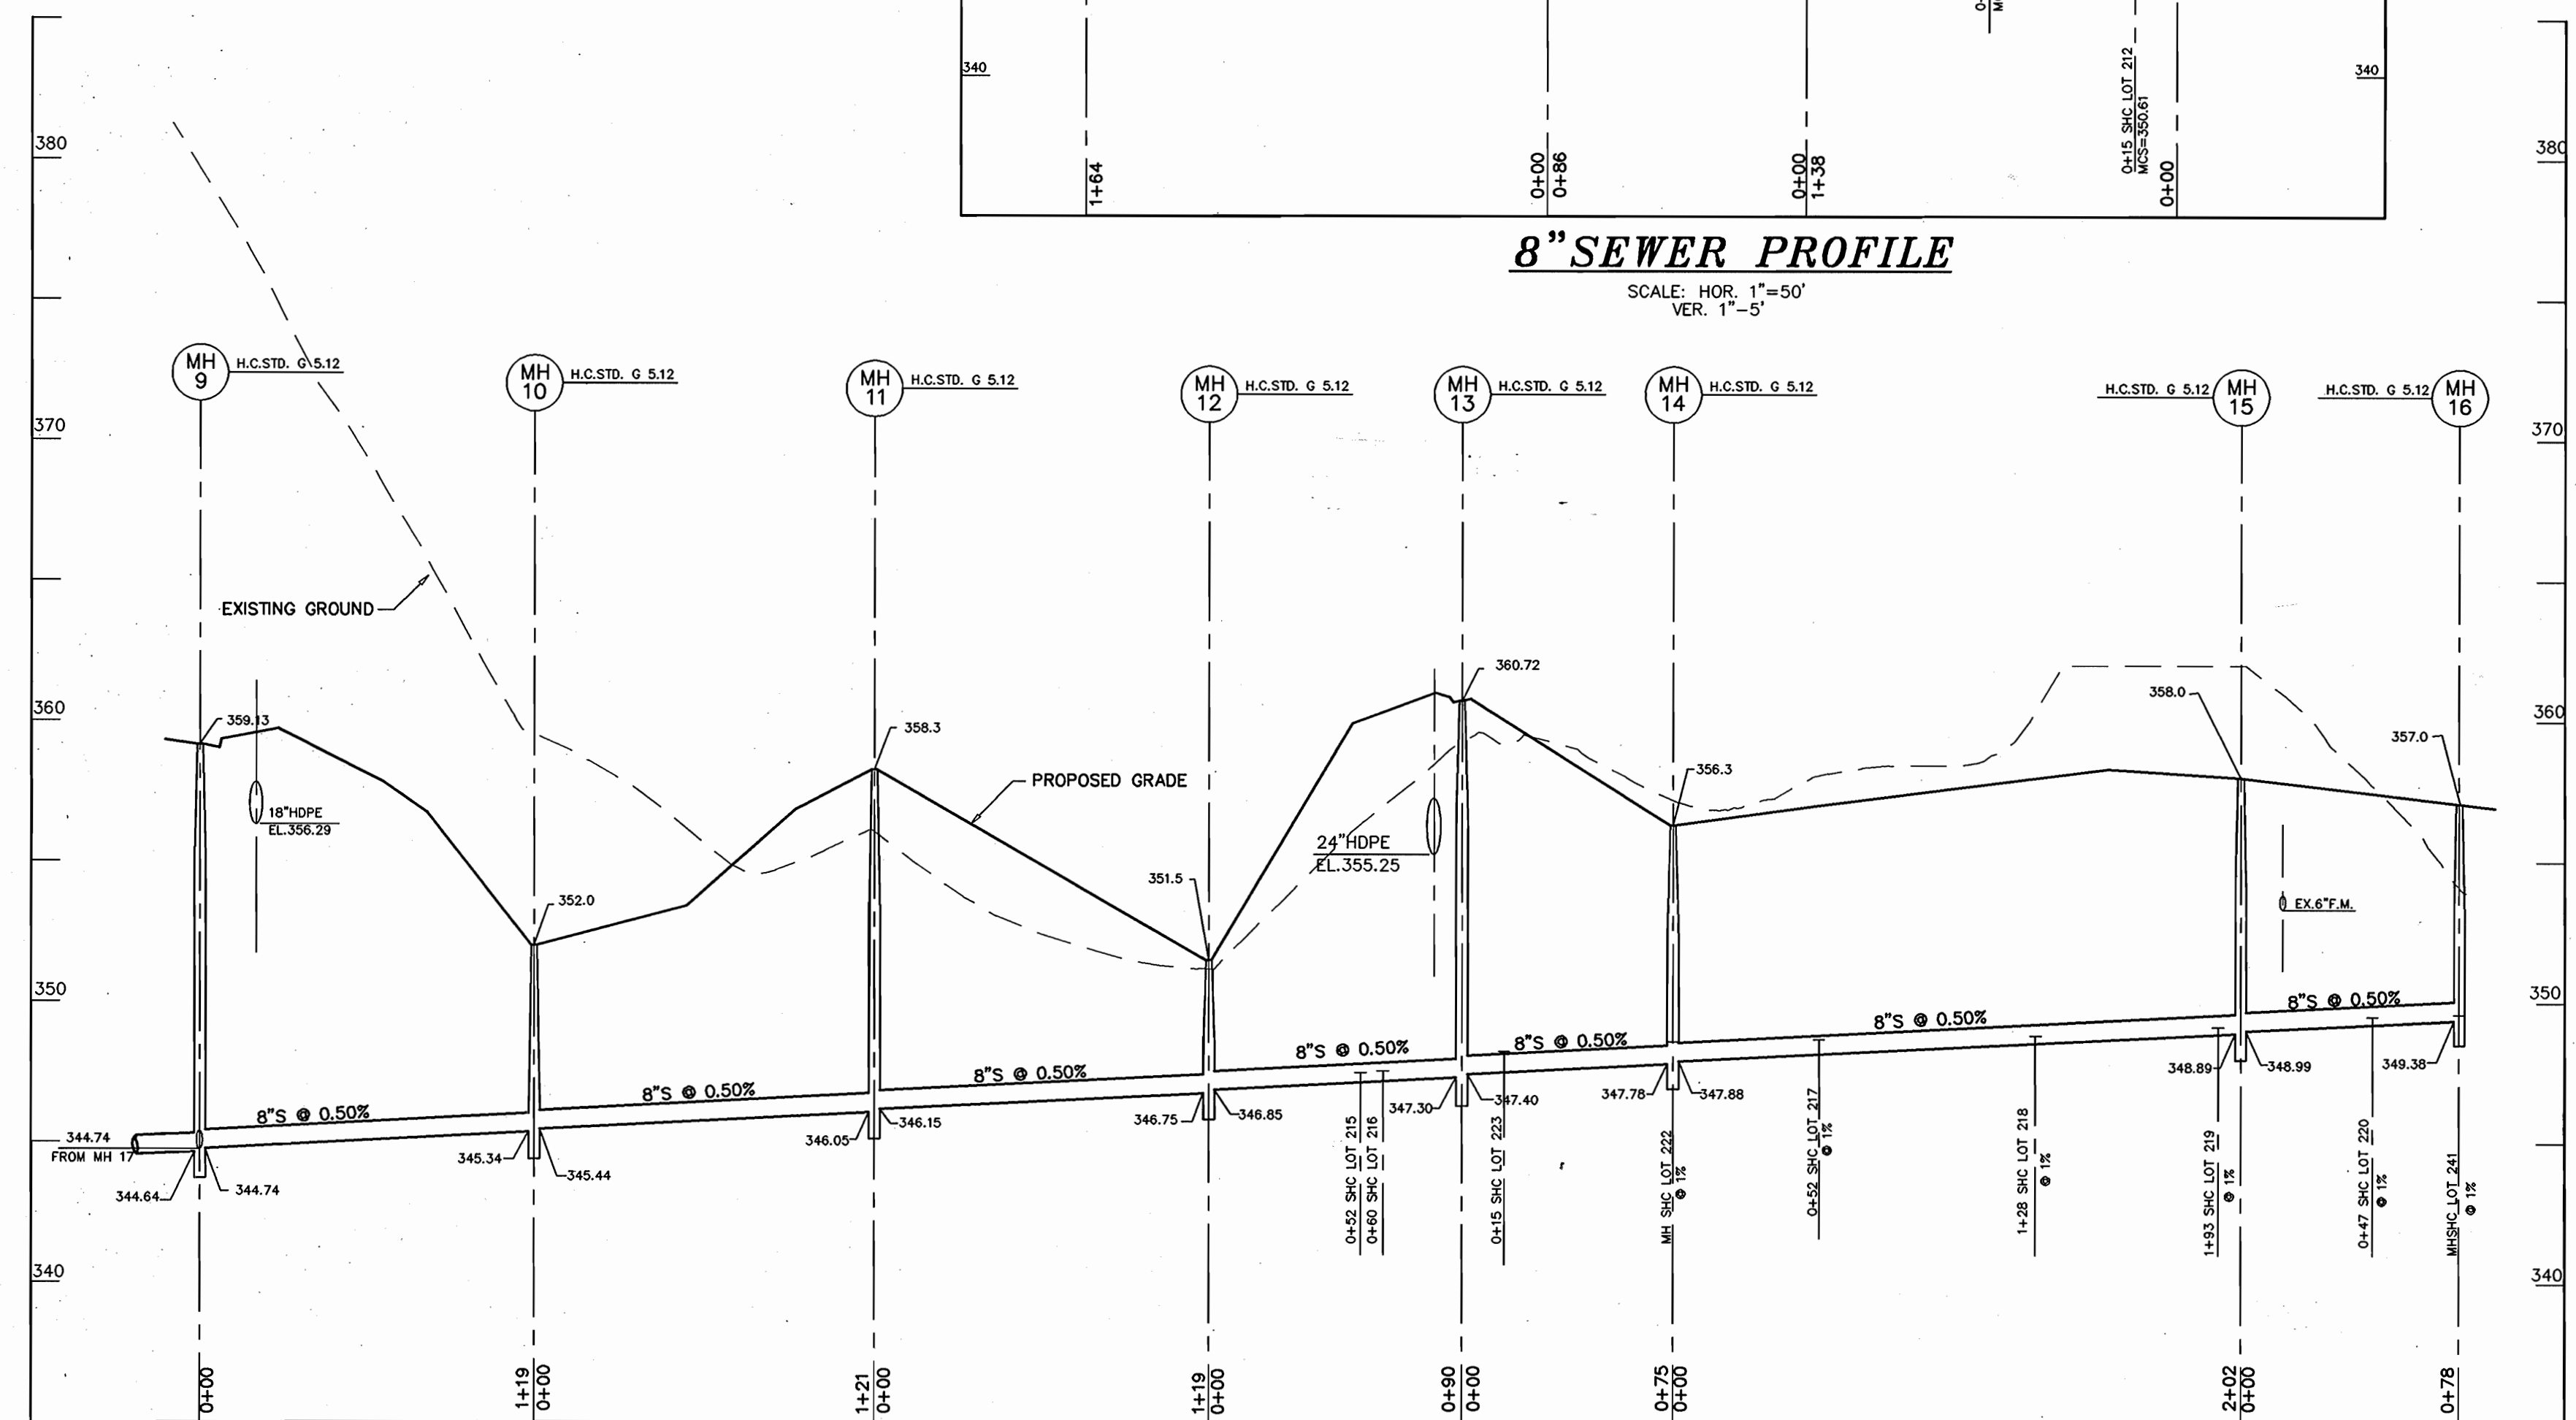 340
340
1+64
0+00
0+86
0+00
1+38
0+15 SHC LOT 212
MCS=350.61
0+00
8" SEWER PROFILE
SCALE: HOR. 1"=50'
VER. 1"-5'
380
380
370
370
360
360
350
350
340
340
MH
9
H.C.STD. G 5.12
MH
10
H.C.STD. G 5.12
MH
11
H.C.STD. G 5.12
MH
12
H.C.STD. G 5.12
MH
13
H.C.STD. G 5.12
MH
14
H.C.STD. G 5.12
H.C.STD. G 5.12
MH
15
H.C.STD. G 5.12
MH
16
EXISTING GROUND
PROPOSED GRADE
359.13
352.0
358.3
351.5
360.72
356.3
358.0
357.0
18"HDPE
EL.356.29
24"HDPE
EL.355.25
EX.6"F.M.
8"S @ 0.50%
8"S @ 0.50%
8"S @ 0.50%
8"S @ 0.50%
8"S @ 0.50%
8"S @ 0.50%
8"S @ 0.50%
344.74
FROM MH 17
344.64
344.74
345.34
345.44
346.05
346.15
346.75
346.85
347.30
347.40
347.78
347.88
348.89
348.99
349.38
0+52 SHC LOT 215
0+60 SHC LOT 216
0+15 SHC LOT 223
MH SHC LOT 222
@ 1%
0+52 SHC LOT 217
@ 1%
1+28 SHC LOT 218
@ 1%
1+93 SHC LOT 219
@ 1%
0+47 SHC LOT 220
@ 1%
MHSHC LOT 241
@ 1%
0+00
1+19
0+00
1+21
0+00
1+19
0+00
0+90
0+00
0+75
0+00
2+02
0+00
0+78